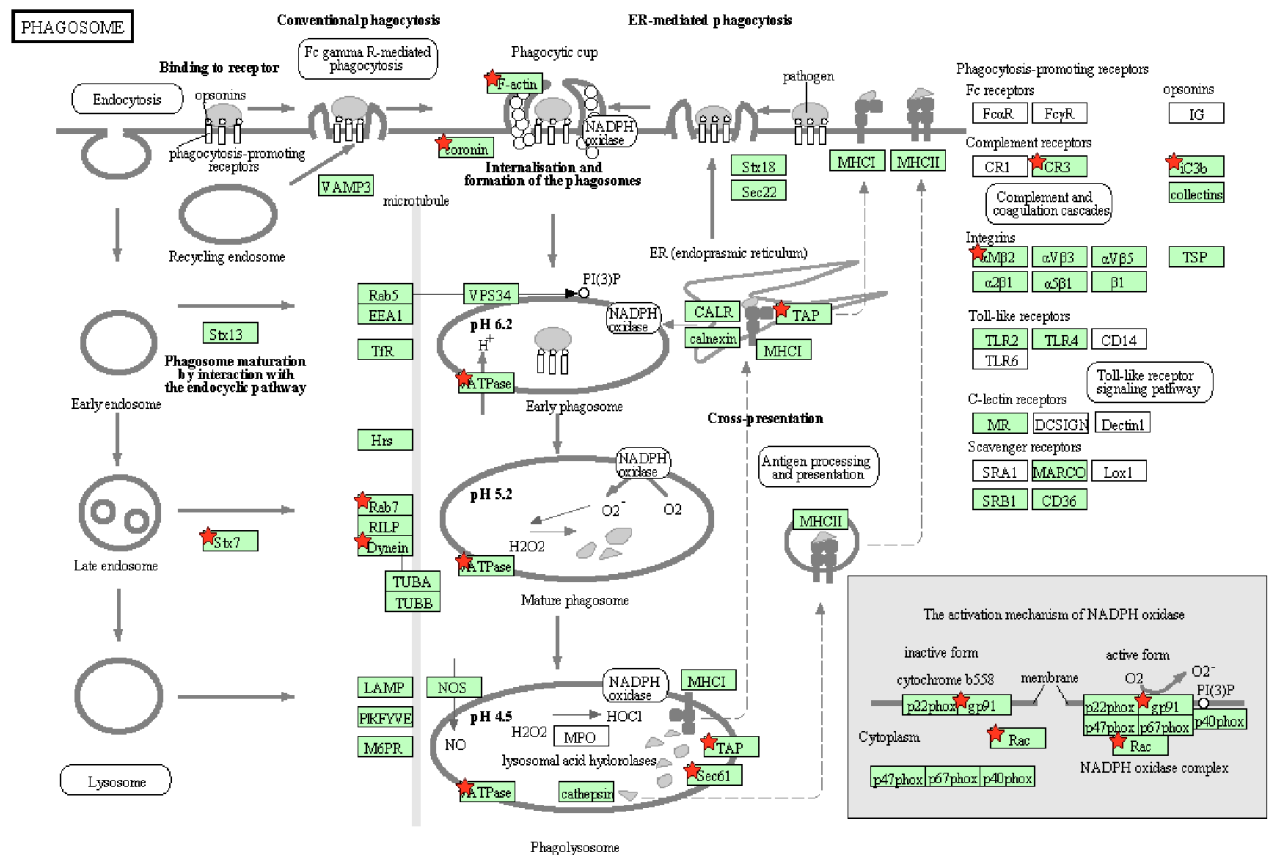 PHAGOSOME
Conventional phagocytosis
ER-mediated phagocytosis
Binding to receptor
Fc gamma R-mediated
phagocytosis
Phagocytic cup
F-actin
pathogen
Endocytosis
opsonins
NADPH
oxidase
coronin
phagocytosis-promoting
receptors
Internalisation and
formation of the phagosomes
VAMP3
microtubule
Stx18
Sec22
MHCI
MHCII
Recycling endosome
ER (endoprasmic reticulum)
Phagocytosis-promoting receptors
Fc receptors
FcαR
FcγR
opsonins
IG
Complement receptors
CR1
CR3
iC3b
collectins
Complement and
coagulation cascades
Integrins
αMβ2
αVβ3
αVβ5
TSP
α2β1
α5β1
β1
Toll-like receptors
TLR2
TLR4
CD14
TLR6
Toll-like receptor
signaling pathway
C-lectin receptors
MR
DCSIGN
Dectin1
Scavenger receptors
SRA1
MARCO
Lox1
SRB1
CD36
Rab5
EEA1
VPS34
PI(3)P
Stx13
TfR
pH 6.2
H+
NADPH
oxidase
vATPase
CALR
calnexin
TAP
MHCI
Phagosome maturation
by interaction with
the endocyclic pathway
Early endosome
Early phagosome
Cross-presentation
Hrs
NADPH
oxidase
Antigen processing
and presentation
pH 5.2
O2-
O2
H2O2
Rab7
RILP
Dynein
Stx7
vATPase
MHCII
Late endosome
TUBA
TUBB
Mature phagosome
LAMP
NOS
NADPH
oxidase
MHCI
PIKFYVE
pH 4.5
HOCl
H2O2
MPO
M6PR
NO
TAP
lysosomal acid hydorolases
Sec61
Lysosome
vATPase
cathepsin
Phagolysosome
The activation mechanism of NADPH oxidase
inactive form
active form
O2-
cytochrome b558
membrane
O2
PI(3)P
p22phox
gp91
p22phox
gp91
p47phox
p67phox
p40phox
Cytoplasm
Rac
Rac
NADPH oxidase complex
p47phox
p67phox
p40phox